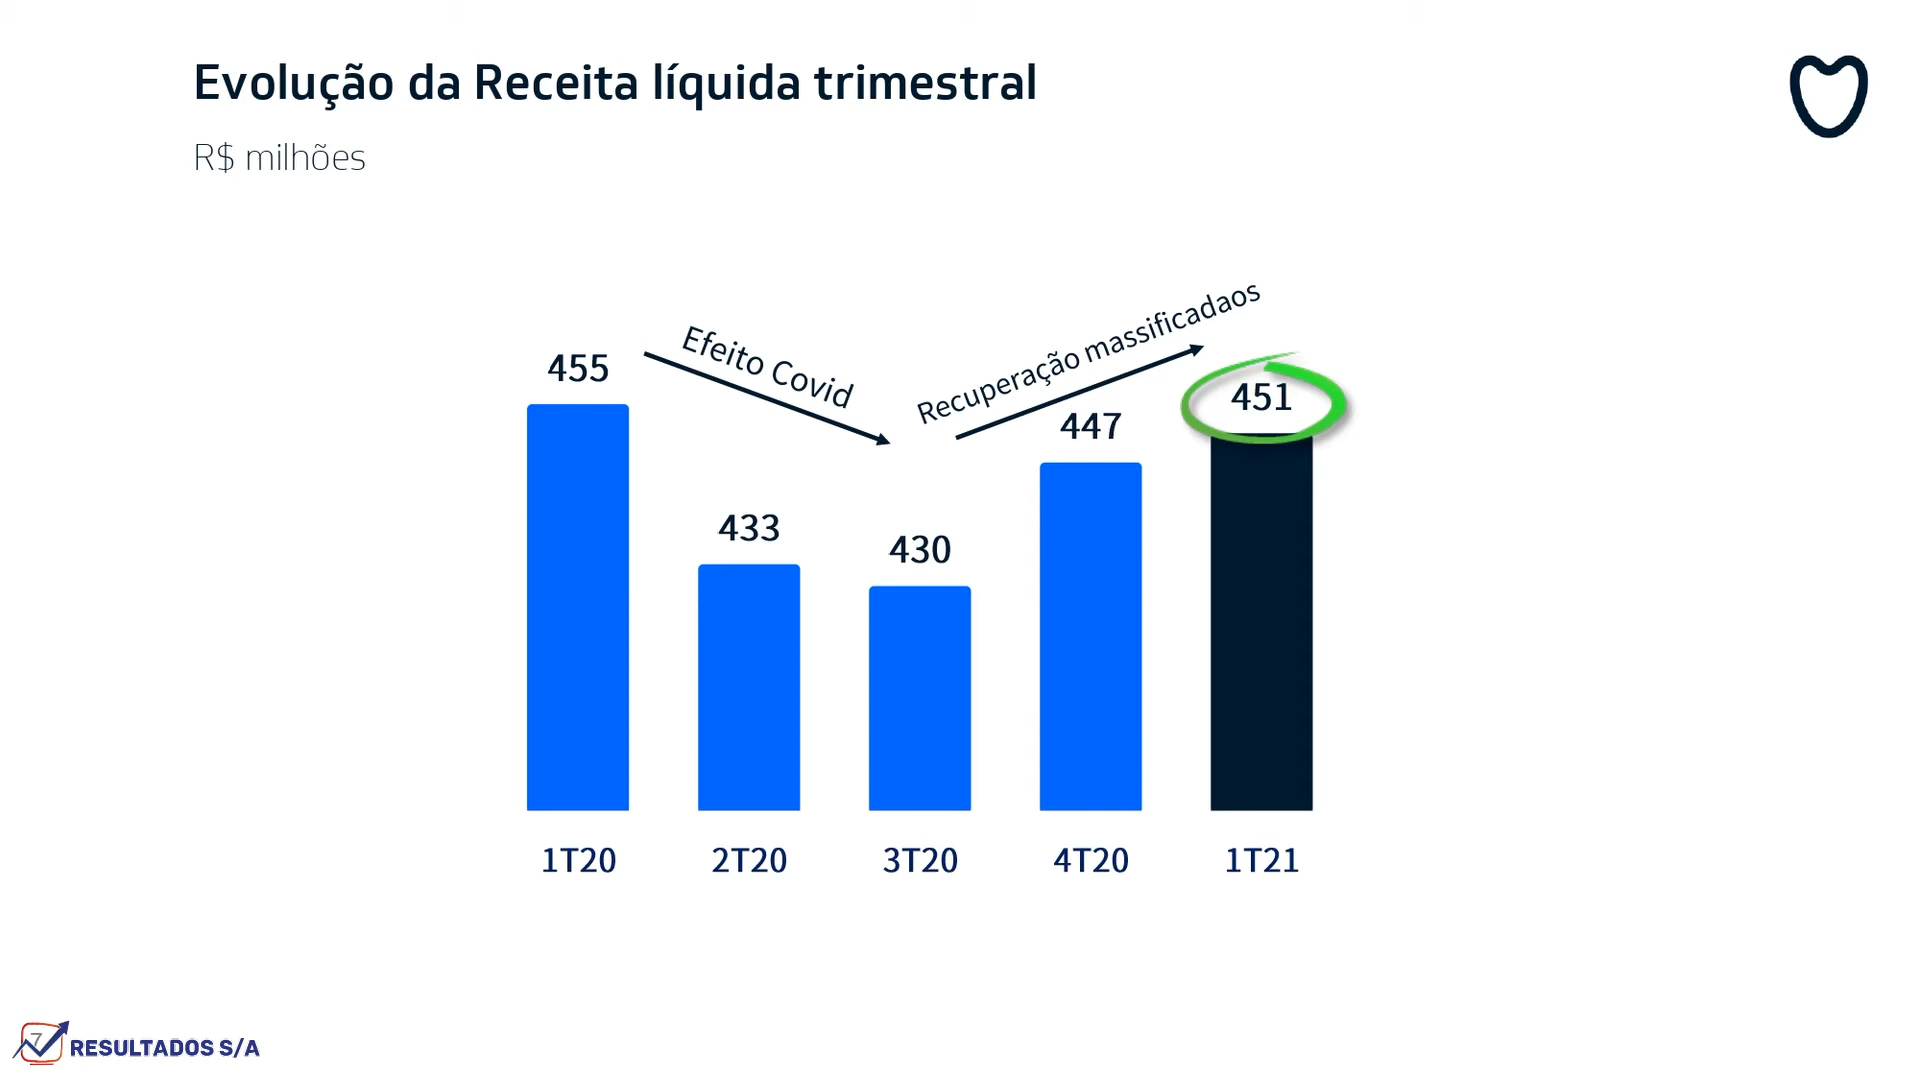 Evolução da Receita líquida trimestral
R$ milhões
Efeito Covid
Recuperação massificadaos
455
433
430
447
451
1T20
2T20
3T20
4T20
1T21
7
RESULTADOS S/A